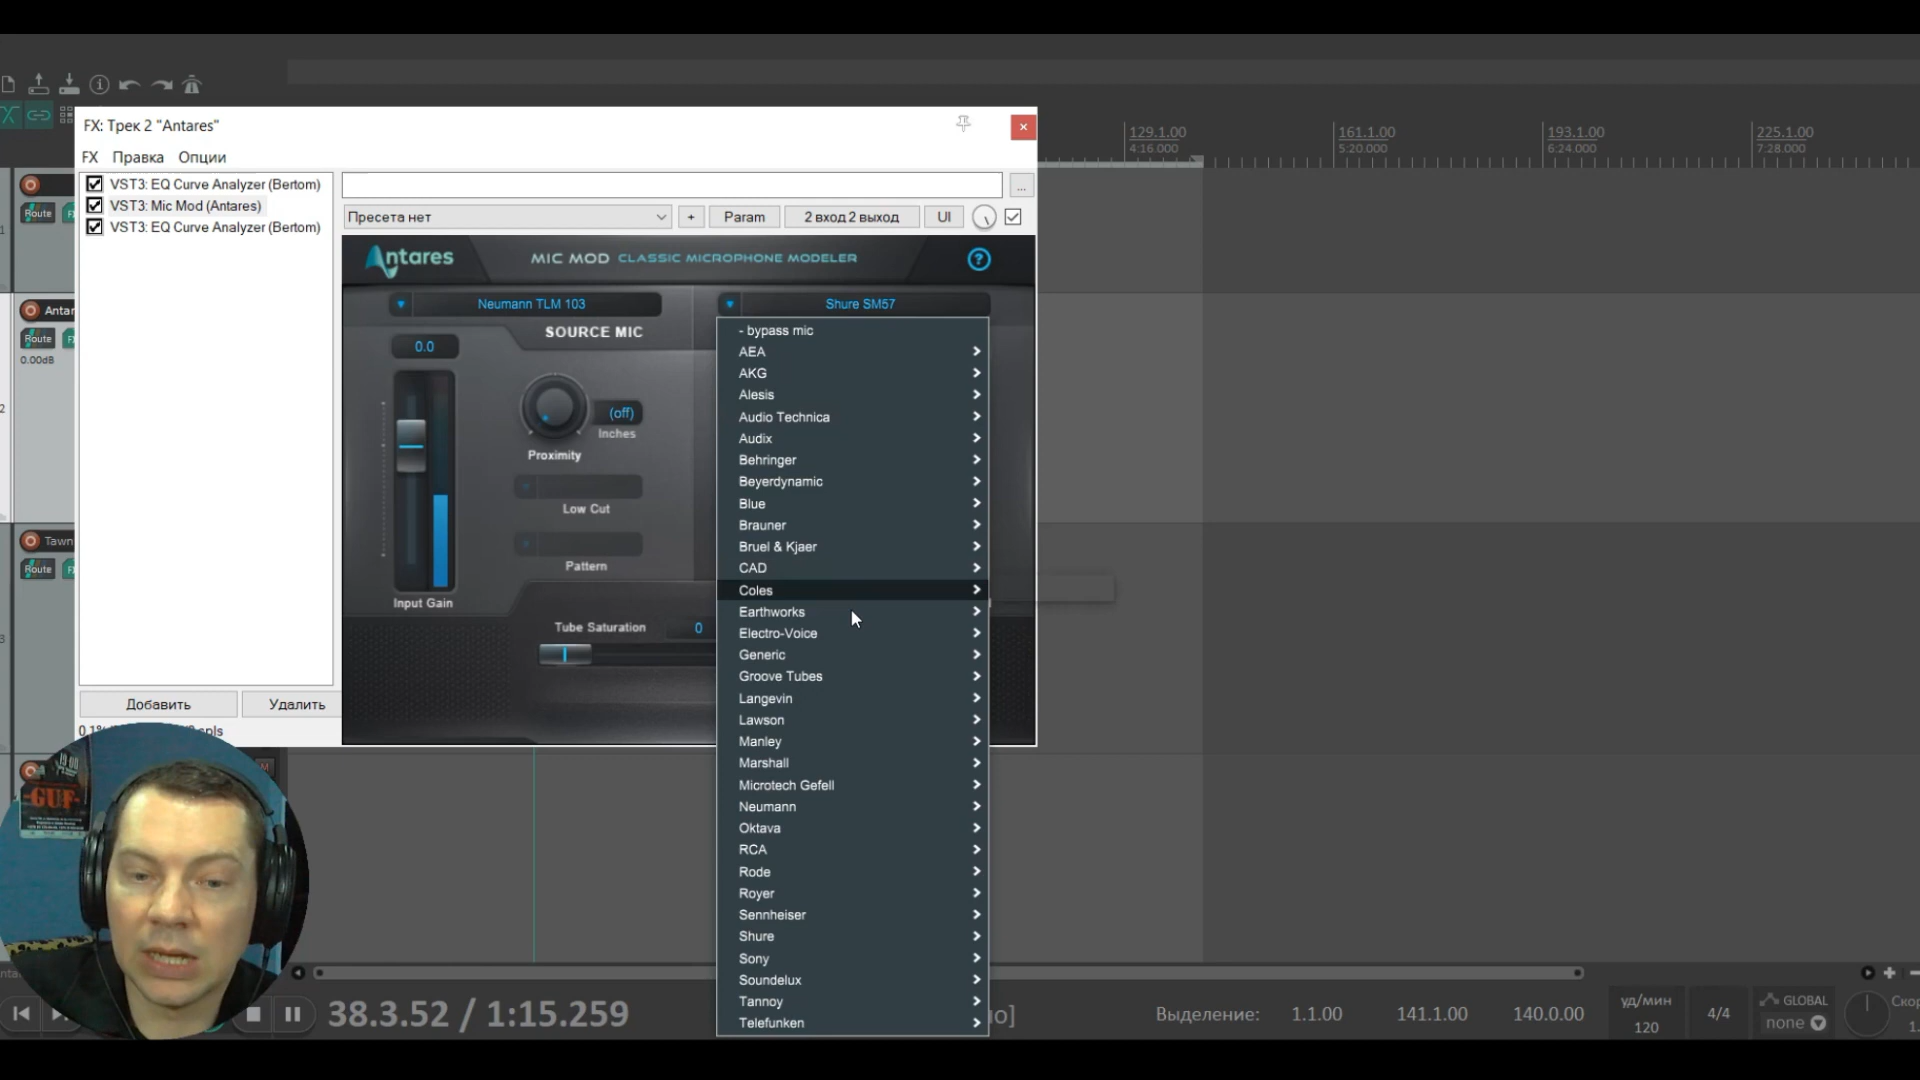 129.1.00
4:16.000
161.1.00
5:20.000
193.1.00
6:24.000
225.1.00
7:28.000
FX: Трек 2 "Antares"
FX Правка Опции
VST3: EQ Curve Analyzer (Bertom)
VST3: Mic Mod (Antares)
VST3: EQ Curve Analyzer (Bertom)
...
Пресета нет
+
Param
2 вход 2 выход
UI
Antares
MIC MOD CLASSIC MICROPHONE MODELER
?
Neumann TLM 103
Shure SM57
SOURCE MIC
0.0
(off)
Inches
Proximity
Low Cut
Pattern
Input Gain
Tube Saturation 0
- bypass mic
AEA
AKG
Alesis
Audio Technica
Audix
Behringer
Beyerdynamic
Blue
Brauner
Bruel & Kjaer
CAD
Coles
Earthworks
Electro-Voice
Generic
Groove Tubes
Langevin
Lawson
Manley
Marshall
Microtech Gefell
Neumann
Oktava
RCA
Rode
Royer
Sennheiser
Shure
Sony
Soundelux
Tannoy
Telefunken
Добавить
Удалить
Route
1
Antar
Route
0.00dB
2
Tawn
Route
3
M
GUF
38.3.52 / 1:15.259
Выделение:
1.1.00
141.1.00
140.0.00
уд/мин
120
4/4
GLOBAL
none